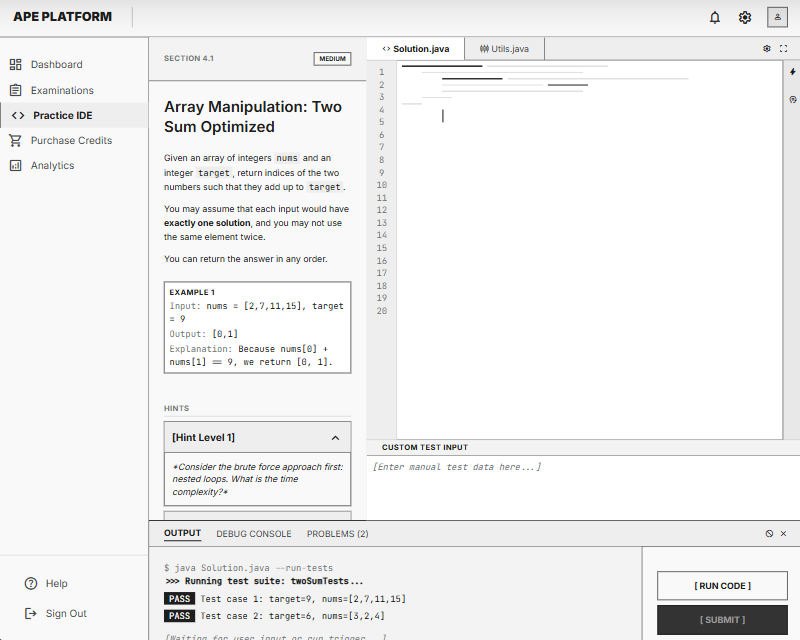 APE PLATFORM
Dashboard
Examinations
Practice IDE
Purchase Credits
Analytics
Help
Sign Out
SECTION 4.1
MEDIUM
Array Manipulation: Two
Sum Optimized
Given an array of integers nums and an
integer target, return indices of the two
numbers such that they add up to target.
You may assume that each input would have
exactly one solution, and you may not use
the same element twice.
You can return the answer in any order.
EXAMPLE 1
Input: nums = [2,7,11,15], target
= 9
Output: [0,1]
Explanation: Because nums[0] +
nums[1] == 9, we return [0, 1].
HINTS
[Hint Level 1]
*Consider the brute force approach first:
nested loops. What is the time
complexity?*
Solution.java
Utils.java
1
2
3
4
5
6
7
8
9
10
11
12
13
14
15
16
17
18
19
20
CUSTOM TEST INPUT
[Enter manual test data here...]
OUTPUT
DEBUG CONSOLE
PROBLEMS (2)
$ java Solution.java --run-tests
>>> Running test suite: twoSumTests...
PASS Test case 1: target=9, nums=[2,7,11,15]
PASS Test case 2: target=6, nums=[3,2,4]
[Waiting for user input or run trigger...]
[ RUN CODE ]
[ SUBMIT ]